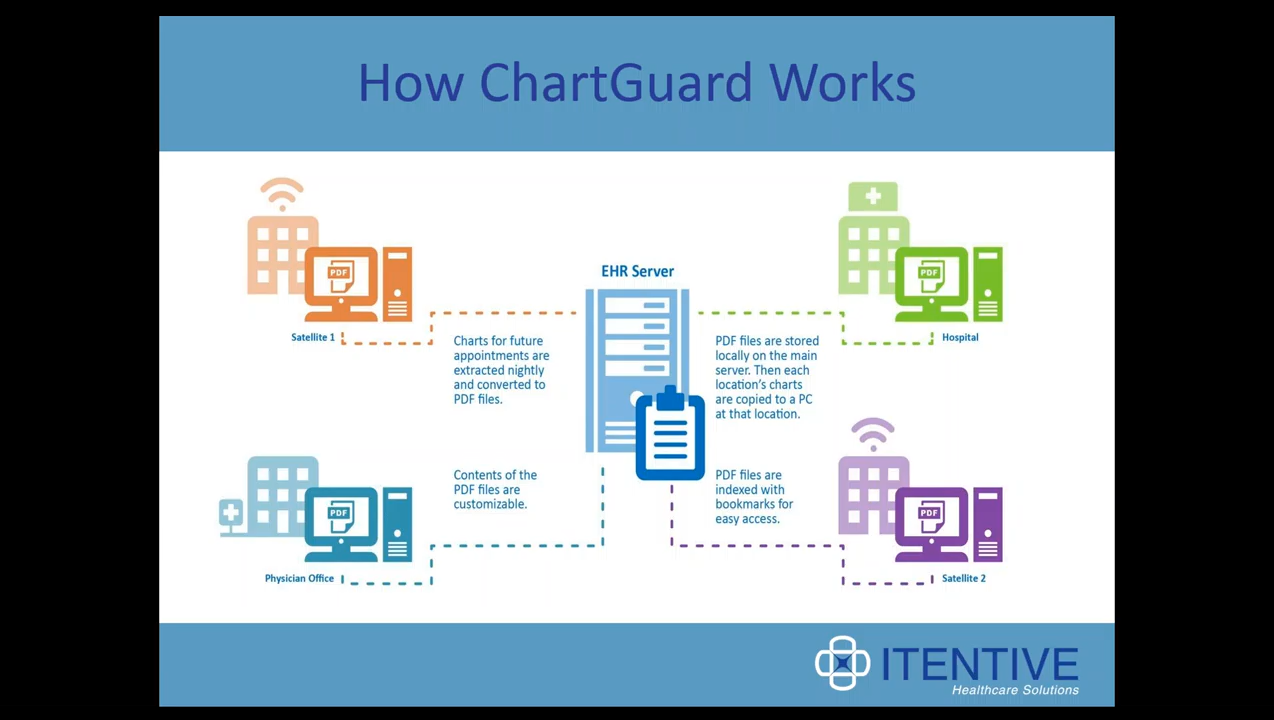 How ChartGuard Works
EHR Server
PDF
PDF
Satellite 1
Hospital
Charts for future
appointments are
extracted nightly
and converted to
PDF files.
PDF files are stored
locally on the main
server. Then each
location's charts
are copied to a PC
at that location.
Contents of the
PDF files are
customizable.
PDF files are
indexed with
bookmarks for
easy access.
PDF
PDF
Physician Office
Satellite 2
ITENTIVE
Healthcare Solutions